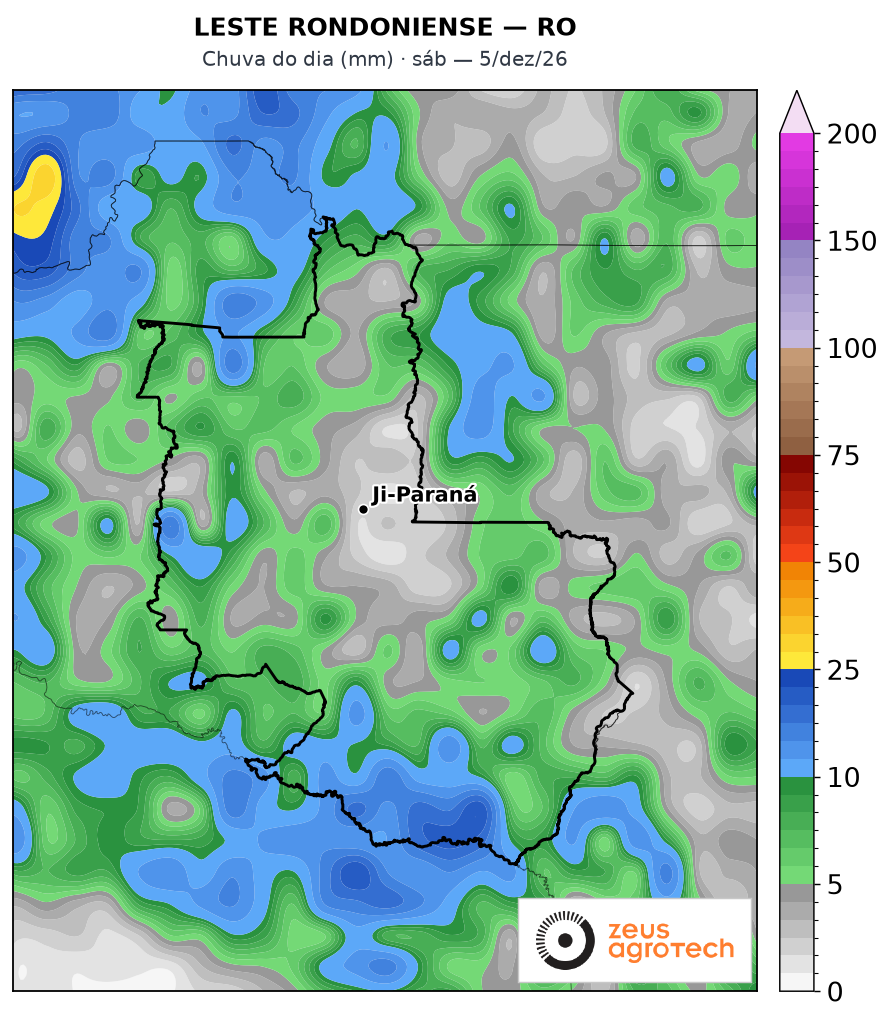 LESTE RONDONIENSE — RO
Chuva do dia (mm) · sáb — 5/dez/26
200
150
100
75
50
25
10
5
0
Ji-Paraná
zeus
agrotech